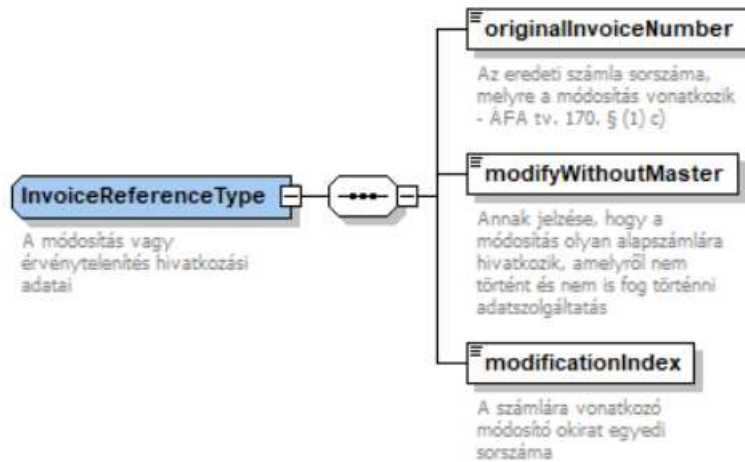 originalInvoiceNumber
Az eredeti számla sorszáma,
melyre a módosítás vonatkozik
- ÁFA tv. 170. § (1) c)
InvoiceReferenceType
A módosítás vagy
érvénytelenítés hivatkozási
adatai
modifyWithoutMaster
Annak jelzése, hogy a
módosítás olyan alapszámlára
hivatkozik, amelyről nem
történt és nem is fog történni
adatszolgáltatás
modificationIndex
A számlára vonatkozó
módosító okirat egyedi
sorszáma